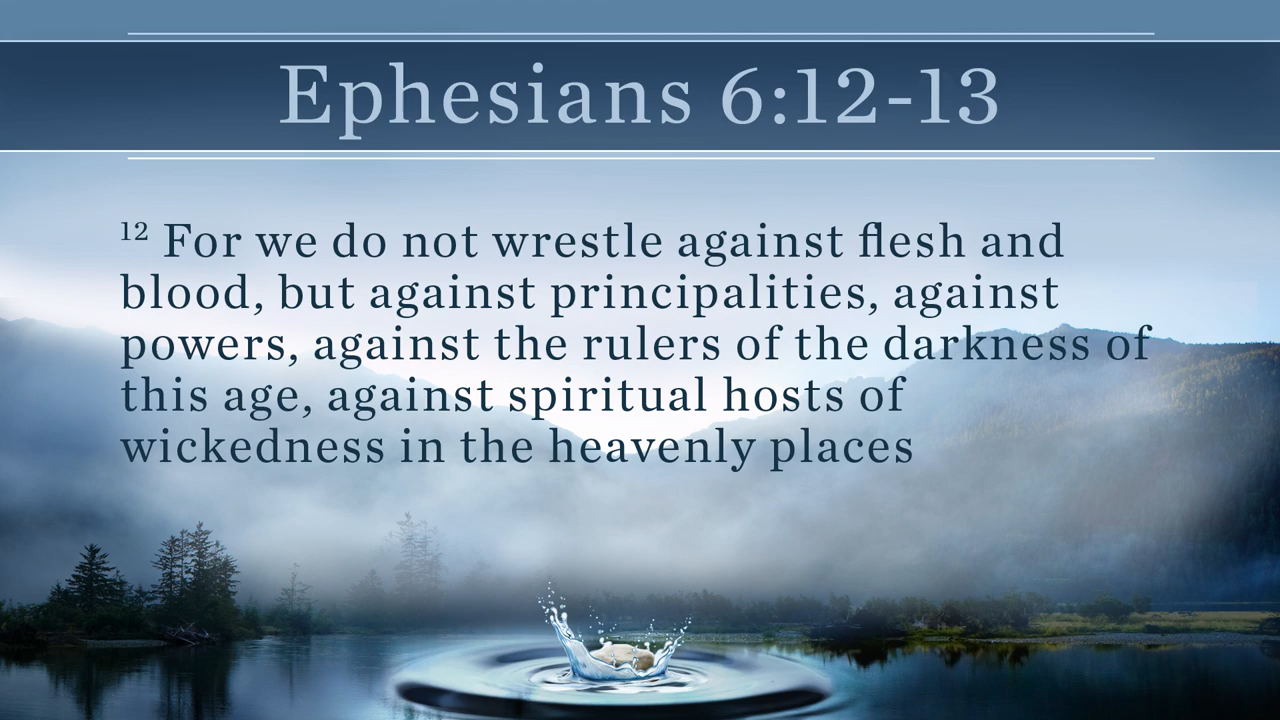 Ephesians 6:12-13
12 For we do not wrestle against flesh and
blood, but against principalities, against
powers, against the rulers of the darkness of
this age, against spiritual hosts of
wickedness in the heavenly places